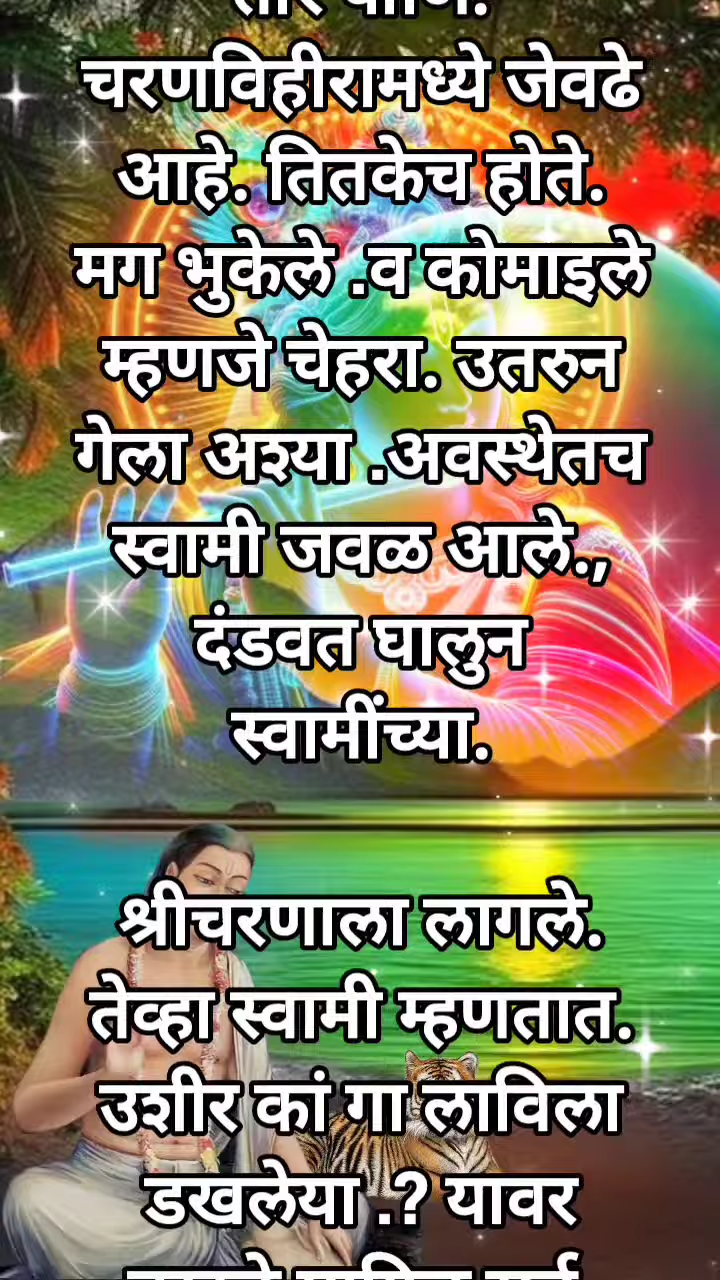 चरणविहीरामध्ये जेवढे
आहे. तितकेच होते.
मग भुकेले .व कोमाइले
म्हणजे चेहरा. उतरुन
गेला अश्या .अवस्थेतच
स्वामी जवळ आले.,
दंडवत घालुन
स्वामींच्या.
श्रीचरणाला लागले.
तेव्हा स्वामी म्हणतात.
उशीर कां गा लाविला
डखलेया .? यावर